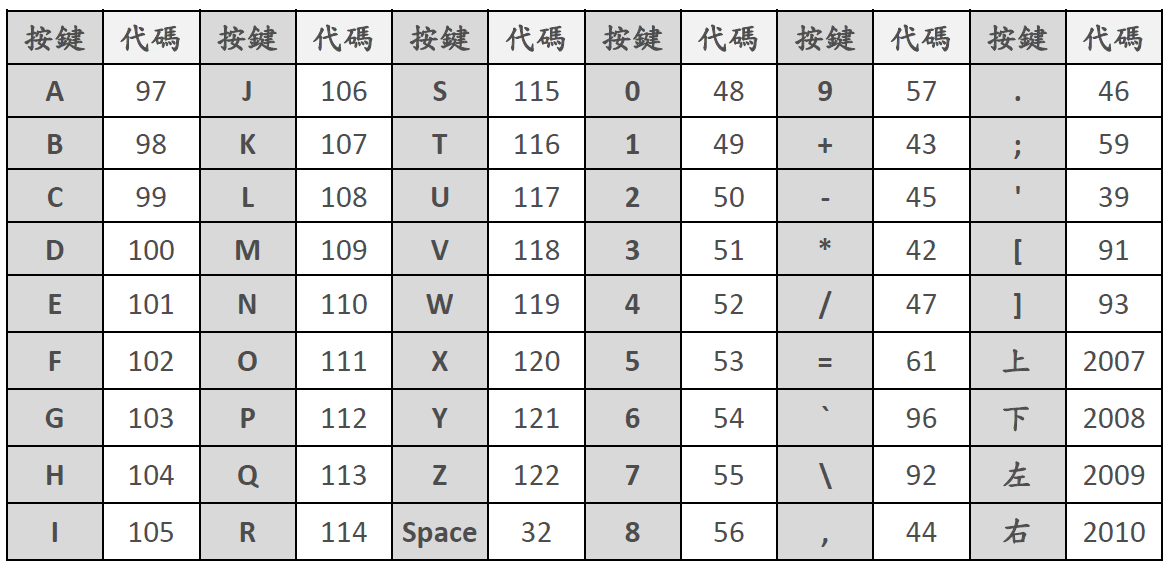 按鍵 代碼 按鍵 代碼 按鍵 代碼 按鍵 代碼 按鍵 代碼 按鍵 代碼
A 97 J 106 S 115 0 48 9 57 . 46
B 98 K 107 T 116 1 49 + 43 ; 59
C 99 L 108 U 117 2 50 - 45 ' 39
D 100 M 109 V 118 3 51 * 42 [ 91
E 101 N 110 W 119 4 52 / 47 ] 93
F 102 O 111 X 120 5 53 = 61 上 2007
G 103 P 112 Y 121 6 54 ` 96 下 2008
H 104 Q 113 Z 122 7 55 \ 92 左 2009
I 105 R 114 Space 32 8 56 , 44 右 2010